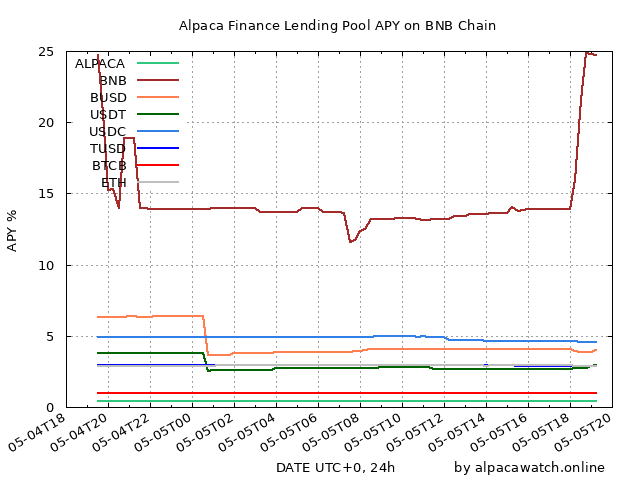 Alpaca Finance Lending Pool APY on BNB Chain
25
20
15
10
5
0
APY %
ALPACA
BNB
BUSD
USDT
USDC
TUSD
BTCB
ETH
05-04T18
05-04T20
05-04T22
05-05T00
05-05T02
05-05T04
05-05T06
05-05T08
05-05T10
05-05T12
05-05T14
05-05T16
05-05T18
05-05T20
DATE UTC+0, 24h
by alpacawatch.online